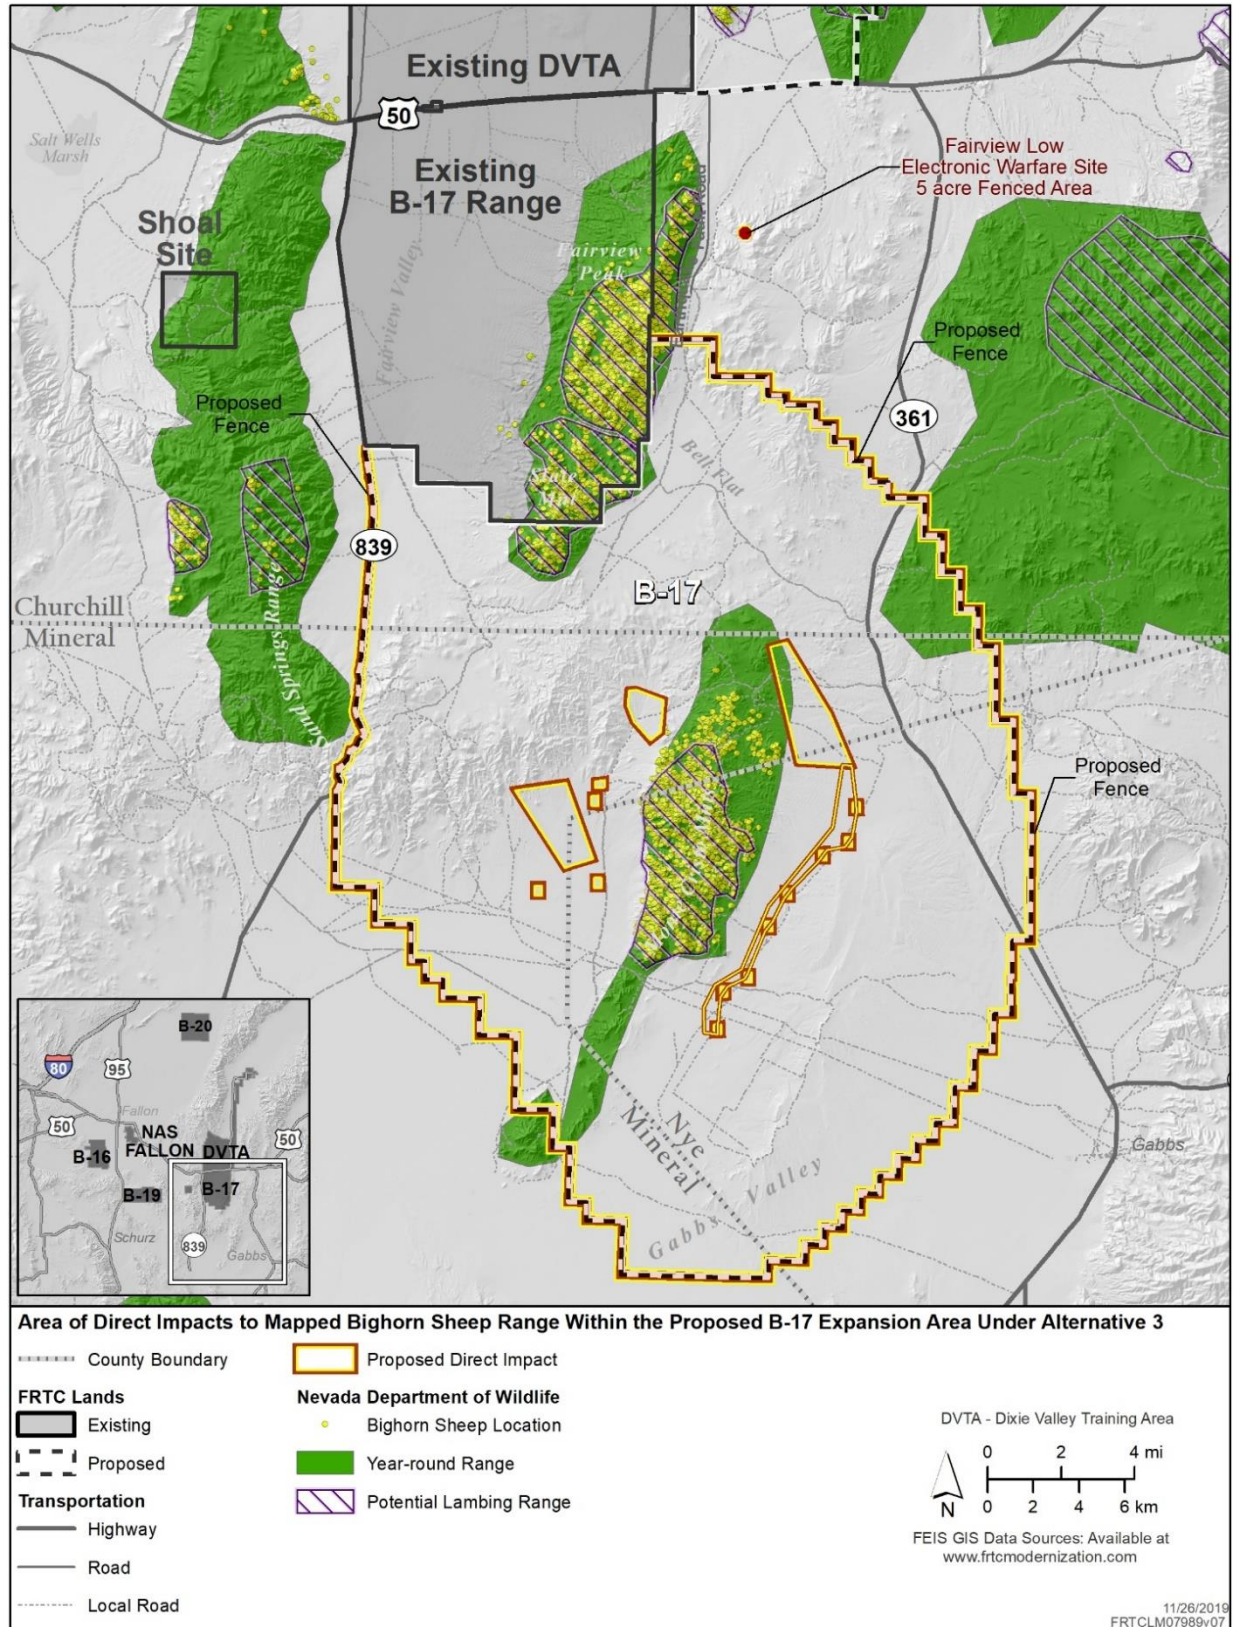 Existing DVTA
50
Salt Wells
Marsh
Existing
B-17 Range
Fairview Low
Electronic Warfare Site
5 acre Fenced Area
Shoal
Site
Fairview
Peak
Fairview Valley
Proposed
Fence
Proposed
Fence
361
Bell Flat
Slate
Mtn
839
B-17
Churchill
Mineral
Sand Springs Range
Proposed
Fence
Nye
Mineral
Gabbs Valley
Gabbs
B-20
80
95
Fallon
50
NAS
FALLON
DVTA
50
B-16
B-19
B-17
Schurz
839
Gabbs
Area of Direct Impacts to Mapped Bighorn Sheep Range Within the Proposed B-17 Expansion Area Under Alternative 3
County Boundary
FRTC Lands
Existing
Proposed
Transportation
Highway
Road
Local Road
Proposed Direct Impact
Nevada Department of Wildlife
Bighorn Sheep Location
Year-round Range
Potential Lambing Range
DVTA - Dixie Valley Training Area
0 2 4 mi
0 2 4 6 km
N
FEIS GIS Data Sources: Available at
www.frtcmodernization.com
11/26/2019
FRTCLM07989v07